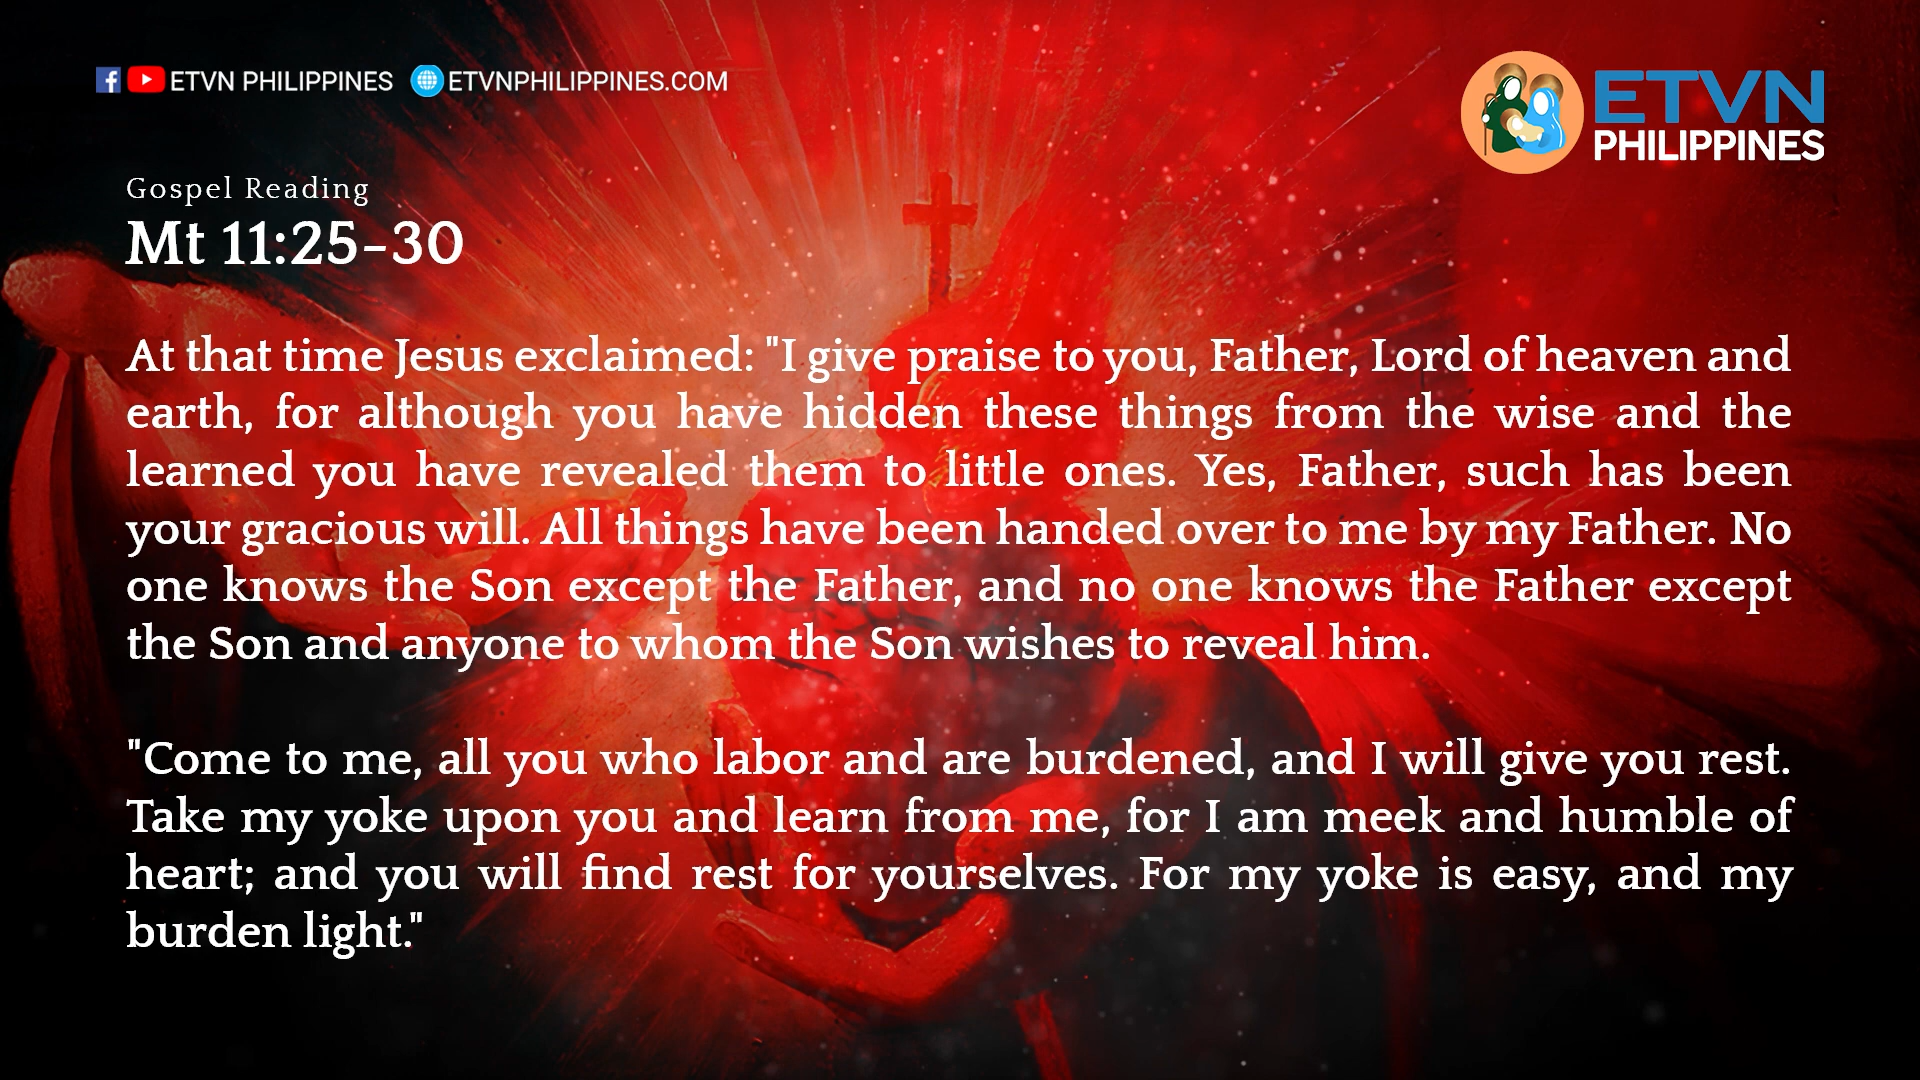 ETVN PHILIPPINES ETVNPHILIPPINES.COM
ETVN
PHILIPPINES
Gospel Reading
Mt 11:25-30
At that time Jesus exclaimed: "I give praise to you, Father, Lord of heaven and
earth, for although you have hidden these things from the wise and the
learned you have revealed them to little ones. Yes, Father, such has been
your gracious will. All things have been handed over to me by my Father. No
one knows the Son except the Father, and no one knows the Father except
the Son and anyone to whom the Son wishes to reveal him.
"Come to me, all you who labor and are burdened, and I will give you rest.
Take my yoke upon you and learn from me, for I am meek and humble of
heart; and you will find rest for yourselves. For my yoke is easy, and my
burden light."